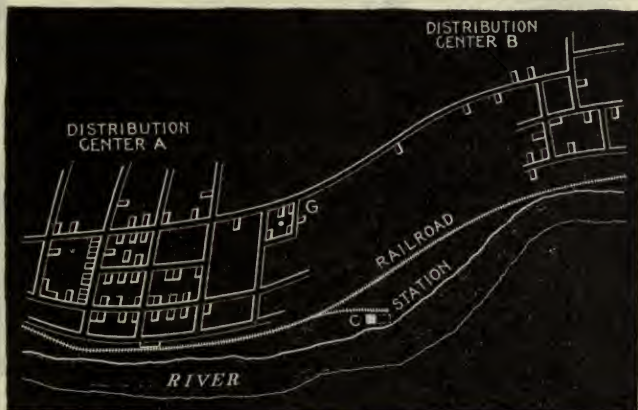 DISTRIBUTION
CENTER B
DISTRIBUTION
CENTER A
G
RAILROAD
STATION
C
RIVER